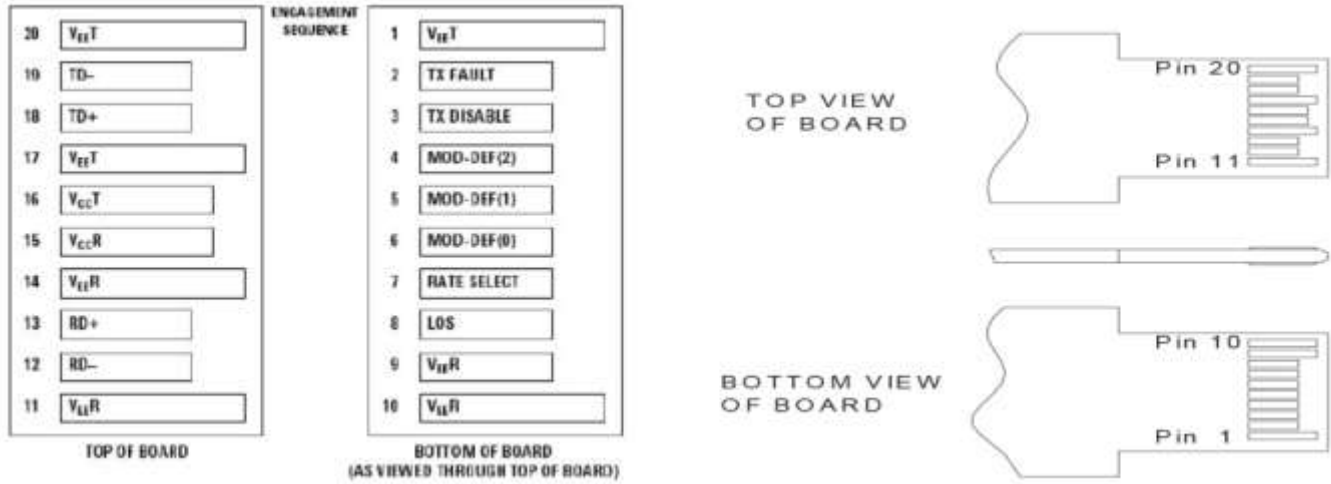 ENGAGEMENT
SEQUENCE
20 VEET
19 TD–
18 TD+
17 VEET
16 VCCT
15 VCCR
14 VEER
13 RD+
12 RD–
11 VEER
TOP OF BOARD
1 VEET
2 TX FAULT
3 TX DISABLE
4 MOD-DEF(2)
5 MOD-DEF(1)
6 MOD-DEF(0)
7 RATE SELECT
8 LOS
9 VEER
10 VEER
BOTTOM OF BOARD
(AS VIEWED THROUGH TOP OF BOARD)
TOP VIEW
OF BOARD
Pin 20
Pin 11
BOTTOM VIEW
OF BOARD
Pin 10
Pin 1